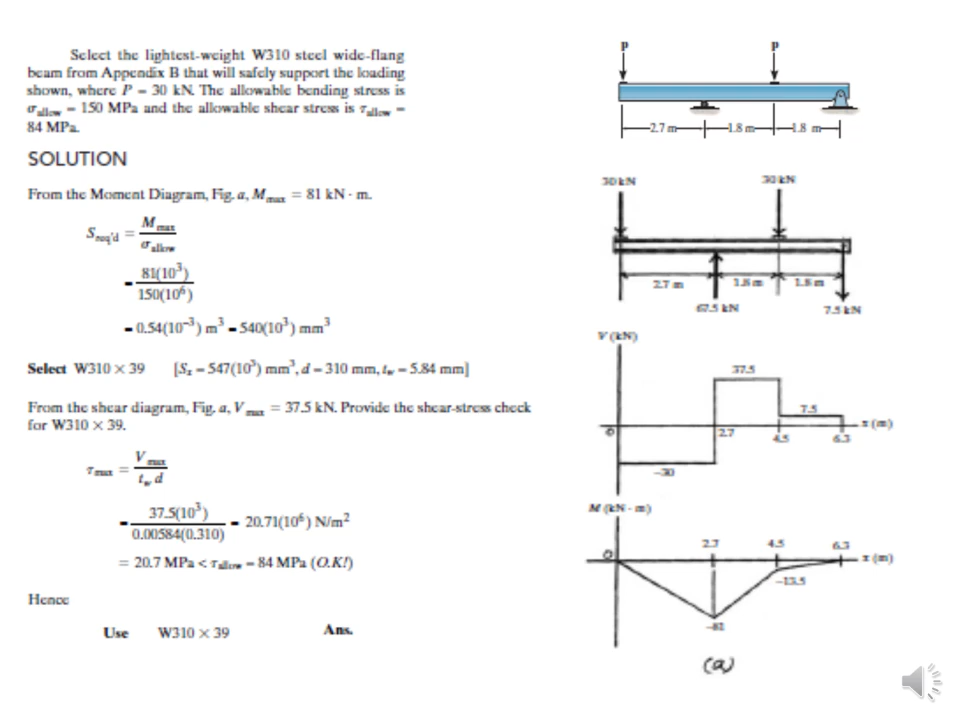 Select the lightest-weight W310 steel wide-flang
beam from Appendix B that will safely support the loading
shown, where P = 30 kN. The allowable bending stress is
σallow = 150 MPa and the allowable shear stress is τallow =
84 MPa.
SOLUTION
From the Moment Diagram, Fig. a, Mmax = 81 kN · m.
Sreq'd = Mmax / σallow
= 81(10³) / 150(10⁶)
= 0.54(10⁻³) m³ = 540(10³) mm³
Select W310 × 39 [Sx = 547(10³) mm³, d = 310 mm, tw = 5.84 mm]
From the shear diagram, Fig. a, Vmax = 37.5 kN. Provide the shear-stress check
for W310 × 39.
τmax = Vmax / tw d
= 37.5(10³) / 0.00584(0.310) = 20.71(10⁶) N/m²
= 20.7 MPa < τallow = 84 MPa (O.K!)
Hence
Use W310 × 39 Ans.
P P
2.7 m 1.8 m 1.8 m
30 kN 30 kN
2.7 m 1.8 m 1.8 m
67.5 kN 7.5 kN
V (kN)
37.5
7.5
0 2.7 4.5 6.3 x (m)
-30
M (kN · m)
2.7 4.5 6.3
0 x (m)
-13.5
-81
(a)